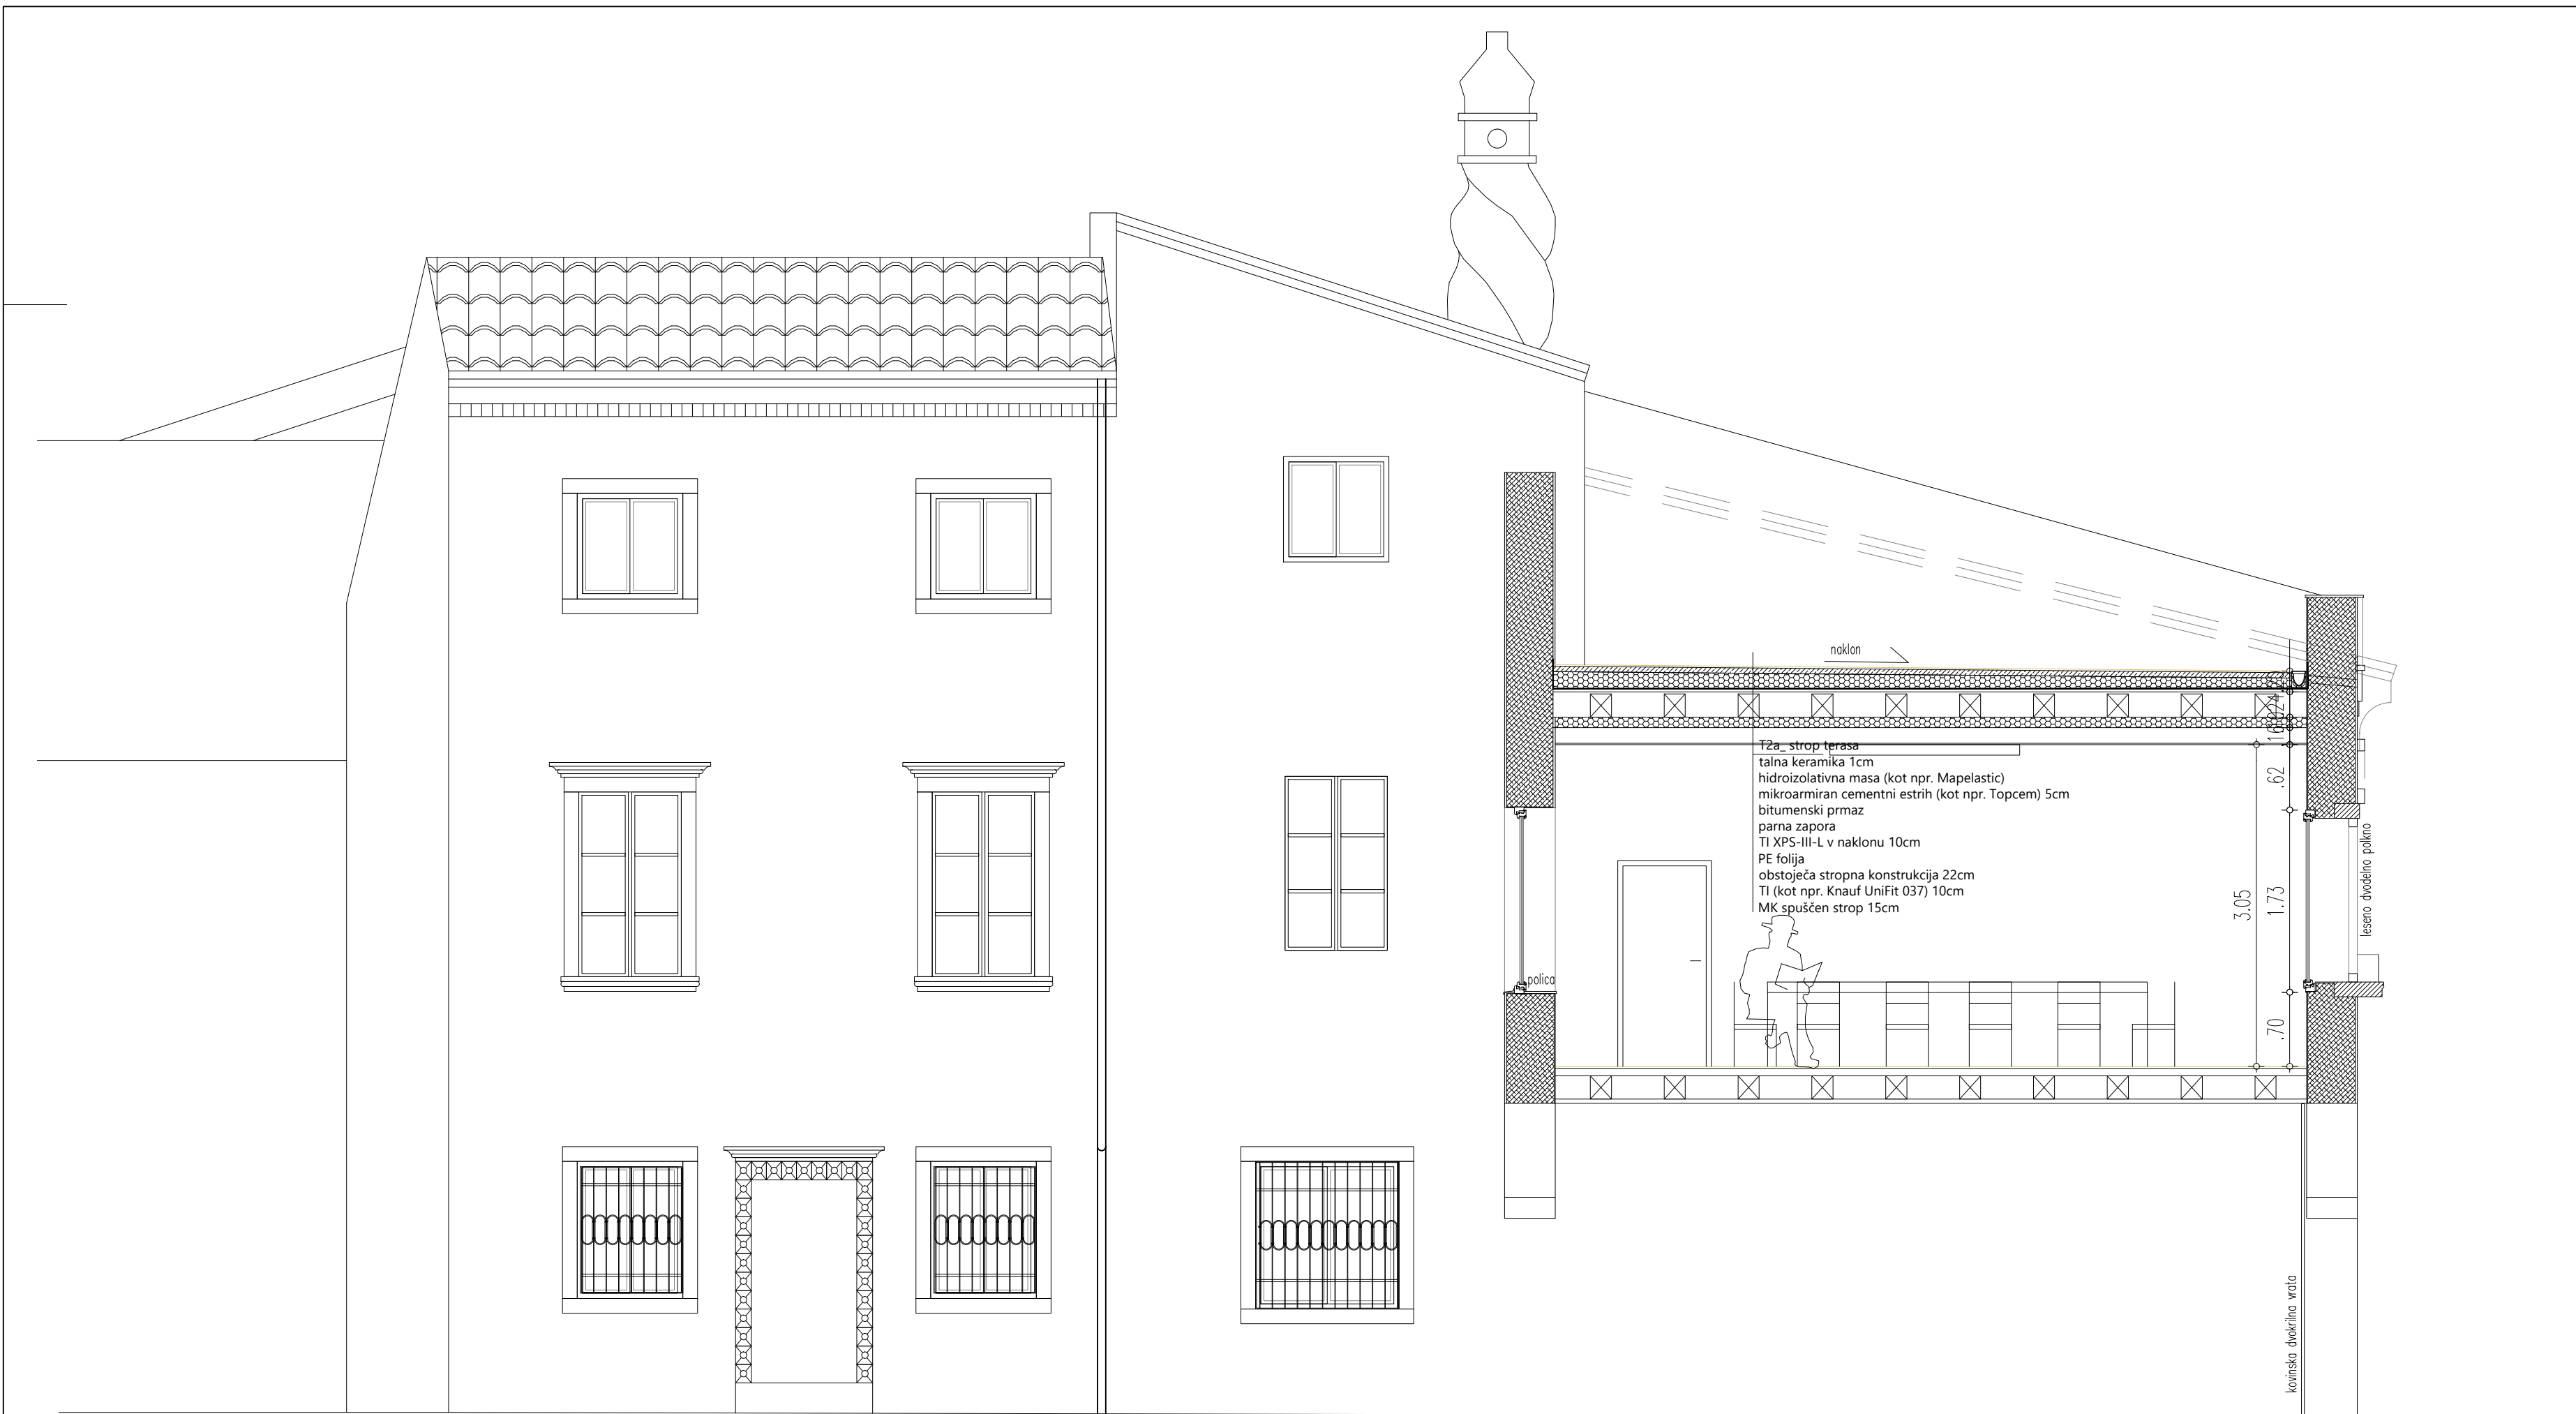 naklon
T2a_ strop terasa
talna keramika 1cm
hidroizolativna masa (kot npr. Mapelastic)
mikroarmiran cementni estrih (kot npr. Topcem) 5cm
bitumenski prmaz
parna zapora
TI XPS-III-L v naklonu 10cm
PE folija
obstoječa stropna konstrukcija 22cm
TI (kot npr. Knauf UniFit 037) 10cm
MK spuščen strop 15cm
polica
3.05
.62
1.73
.70
leseno dvodelno polkno
kovinska dvokrilna vrata